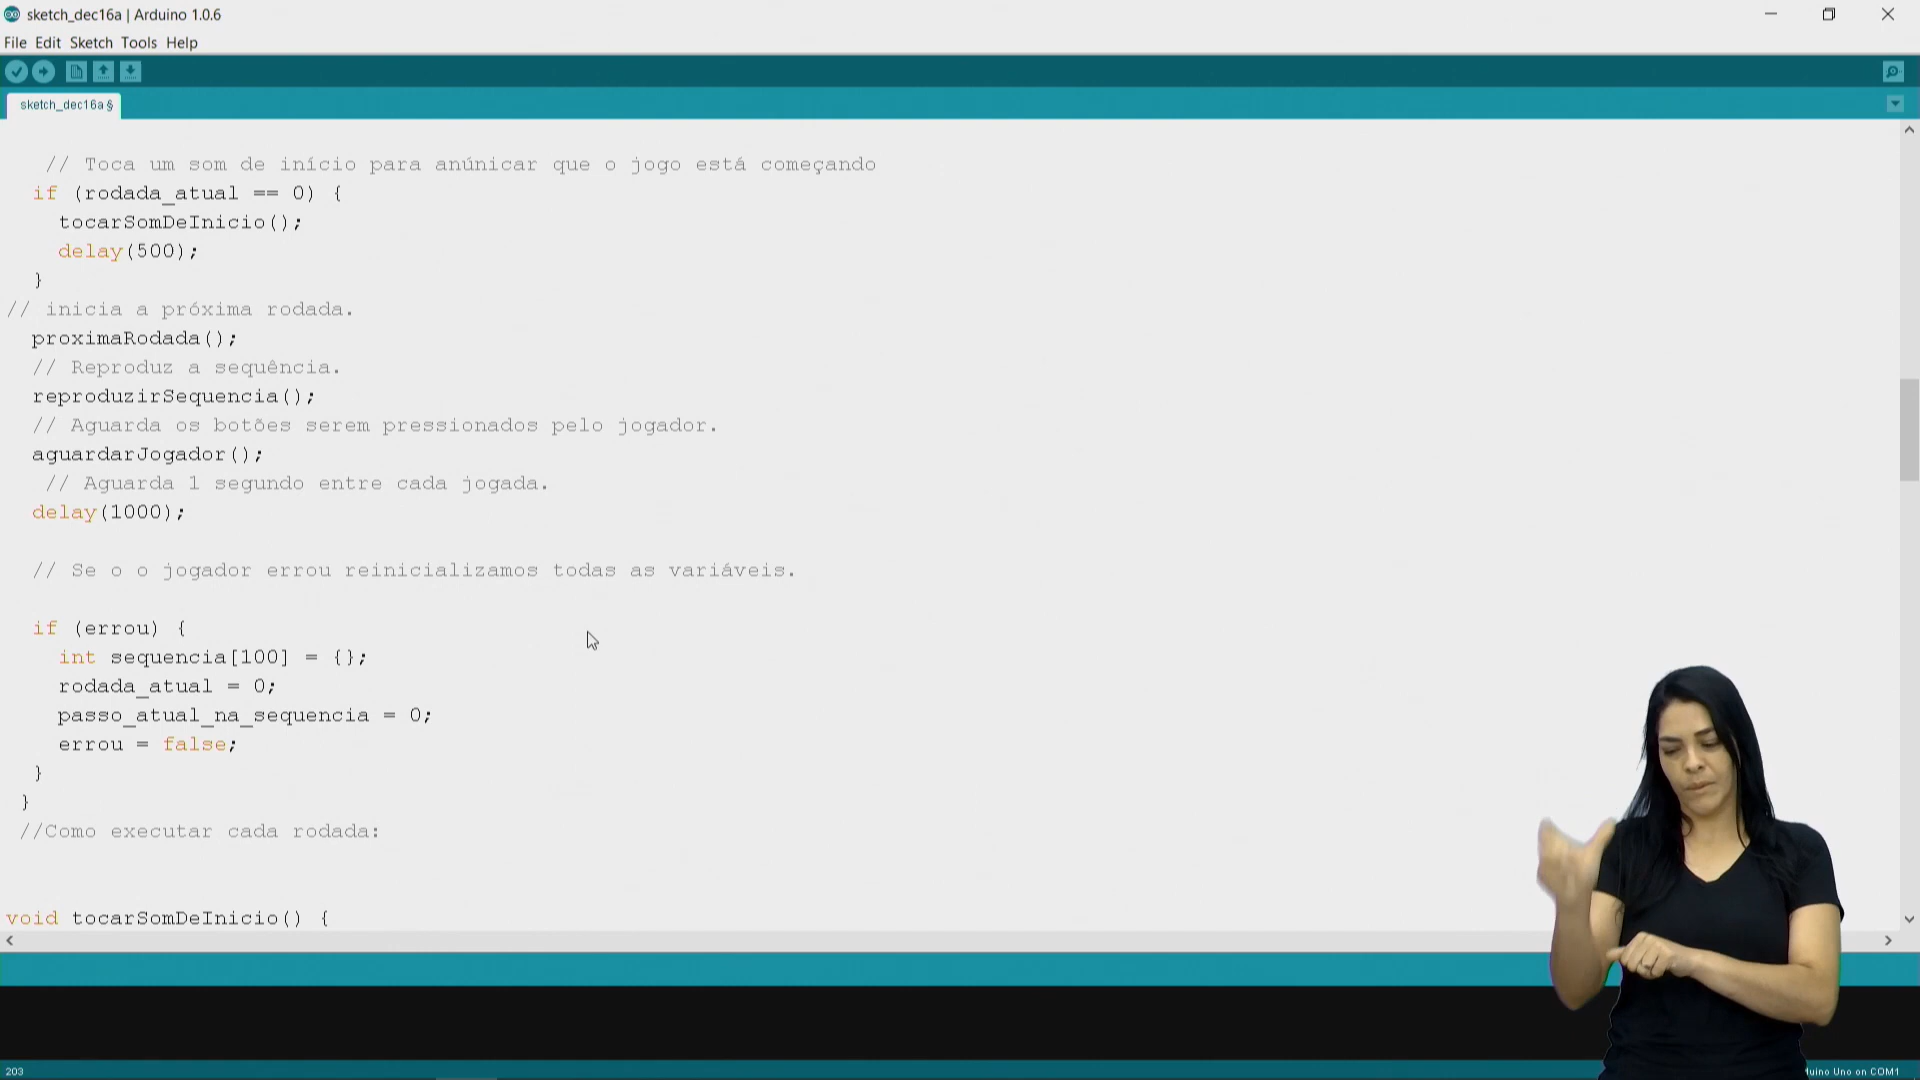 sketch_dec16a | Arduino 1.0.6
File Edit Sketch Tools Help
sketch_dec16a §
// Toca um som de início para anúnicar que o jogo está começando
if (rodada_atual == 0) {
tocarSomDeInicio();
delay(500);
}
// inicia a próxima rodada.
proximaRodada();
// Reproduz a sequência.
reproduzirSequencia();
// Aguarda os botões serem pressionados pelo jogador.
aguardarJogador();
// Aguarda 1 segundo entre cada jogada.
delay(1000);
// Se o o jogador errou reinicializamos todas as variáveis.
if (errou) {
int sequencia[100] = {};
rodada_atual = 0;
passo_atual_na_sequencia = 0;
errou = false;
}
}
//Como executar cada rodada:
void tocarSomDeInicio() {
203
uino Uno on COM1